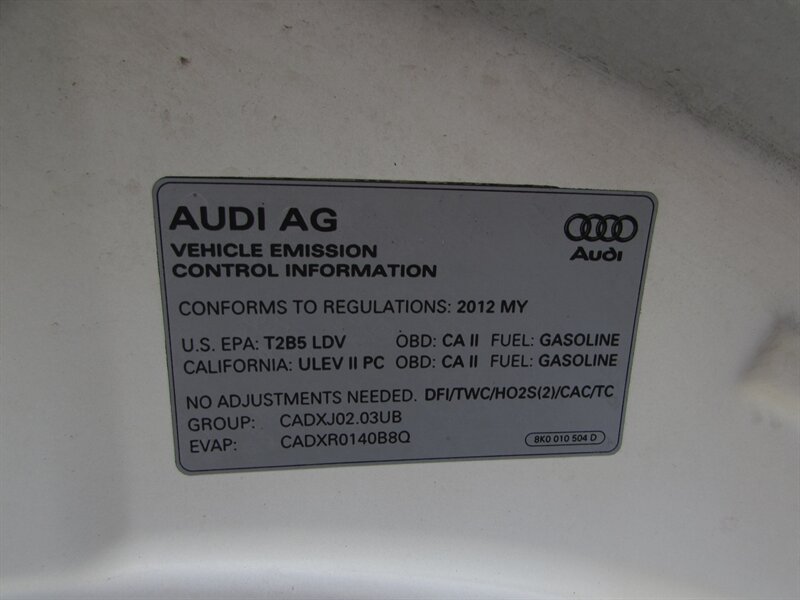 AUDI AG
Audi
VEHICLE EMISSION
CONTROL INFORMATION
CONFORMS TO REGULATIONS: 2012 MY
U.S. EPA: T2B5 LDV OBD: CA II FUEL: GASOLINE
CALIFORNIA: ULEV II PC OBD: CA II FUEL: GASOLINE
NO ADJUSTMENTS NEEDED. DFI/TWC/HO2S(2)/CAC/TC
GROUP: CADXJ02.03UB
EVAP: CADXR0140B8Q
8K0 010 504 D